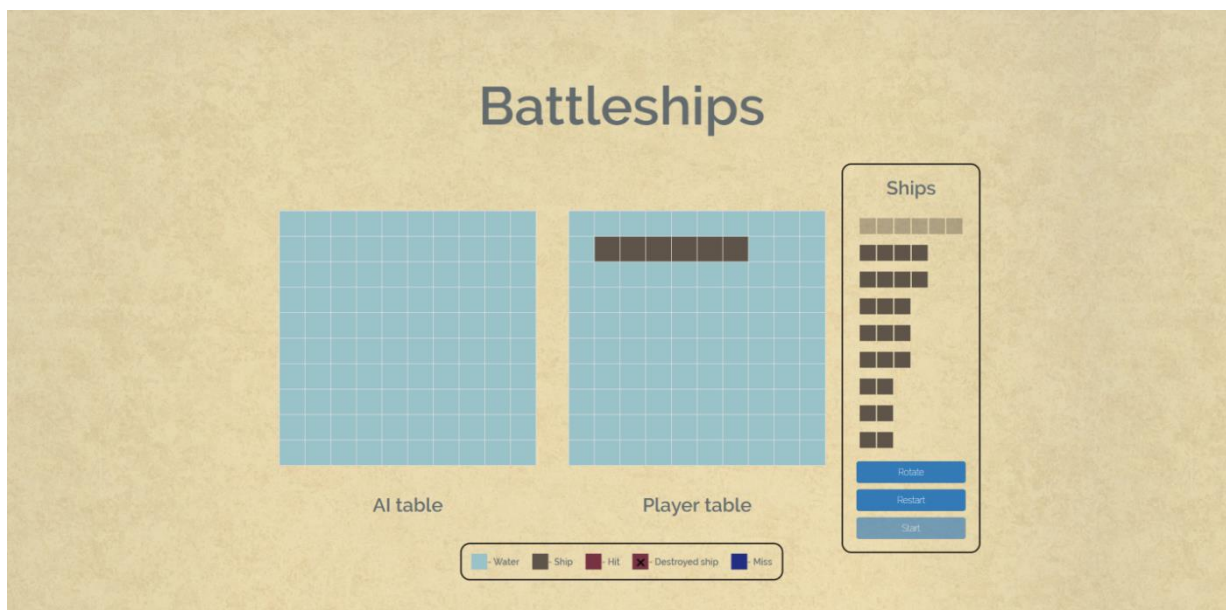 Battleships
Ships
Rotate
Restart
Start
AI table
Player table
- Water - Ship - Hit - Destroyed ship - Miss